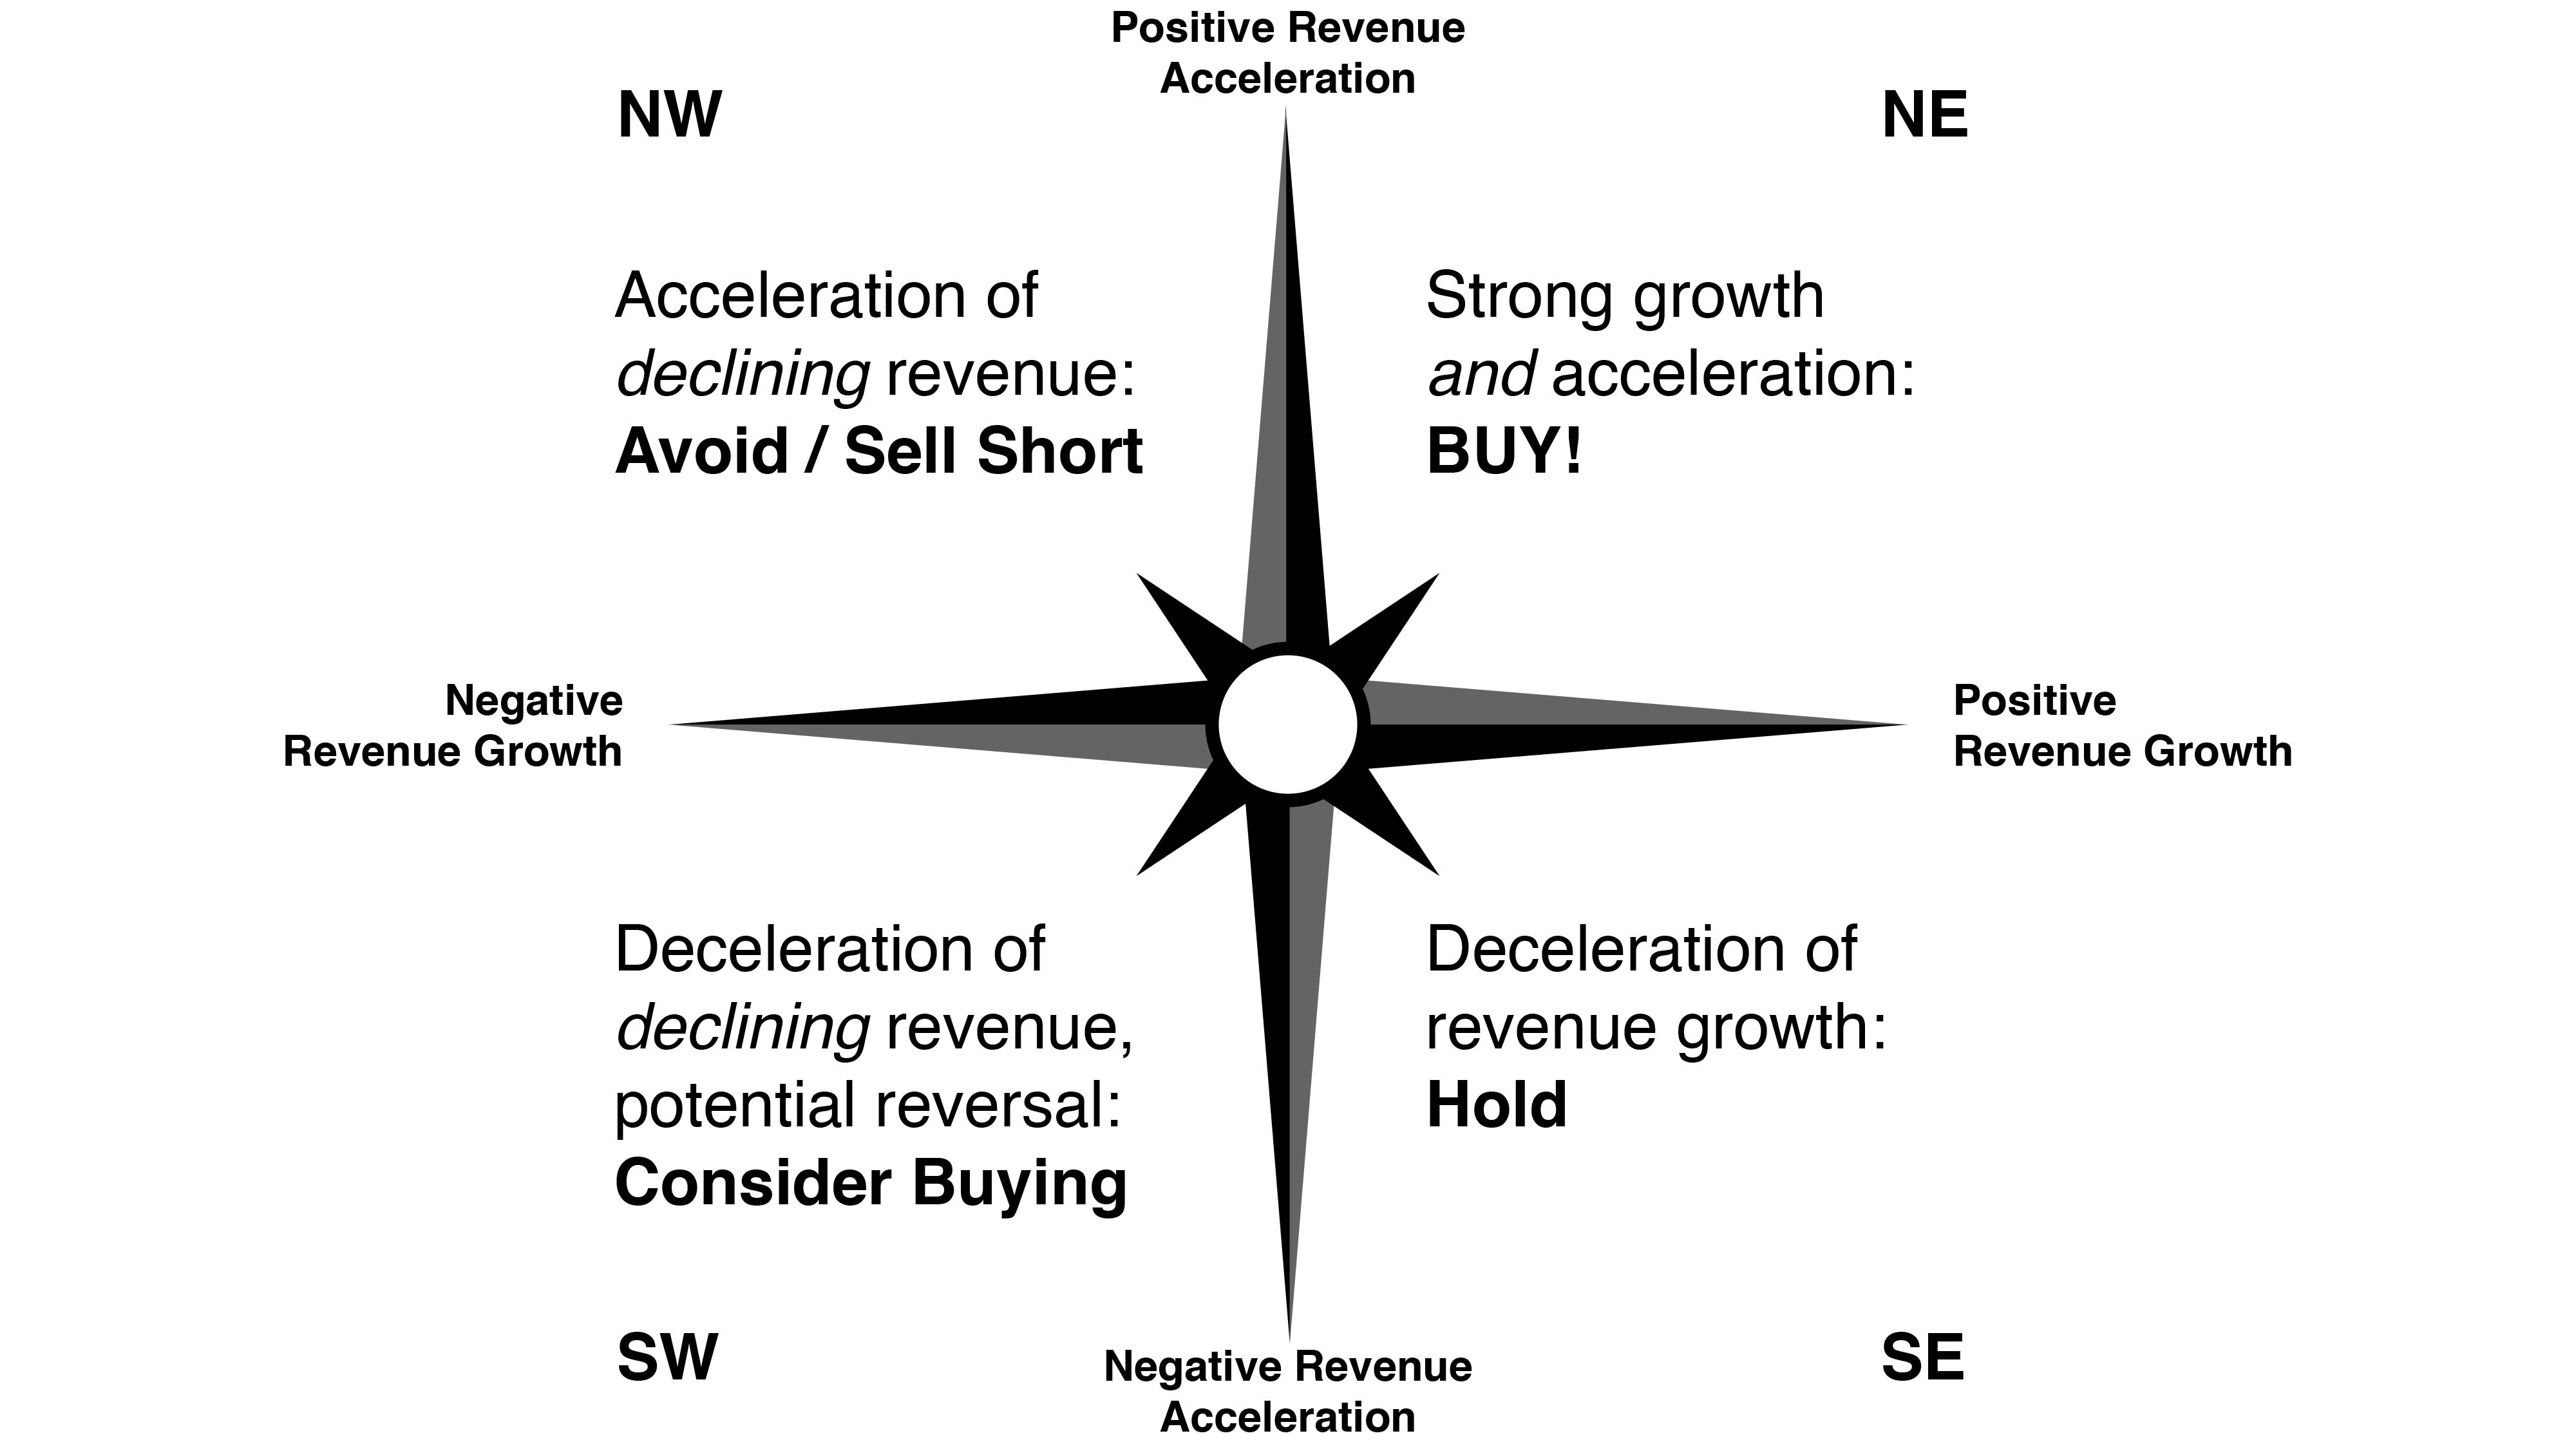 Positive Revenue
Acceleration
NW
NE
Acceleration of
declining revenue:
Avoid / Sell Short
Strong growth
and acceleration:
BUY!
Negative
Revenue Growth
Positive
Revenue Growth
Deceleration of
declining revenue,
potential reversal:
Consider Buying
Deceleration of
revenue growth:
Hold
SW
SE
Negative Revenue
Acceleration